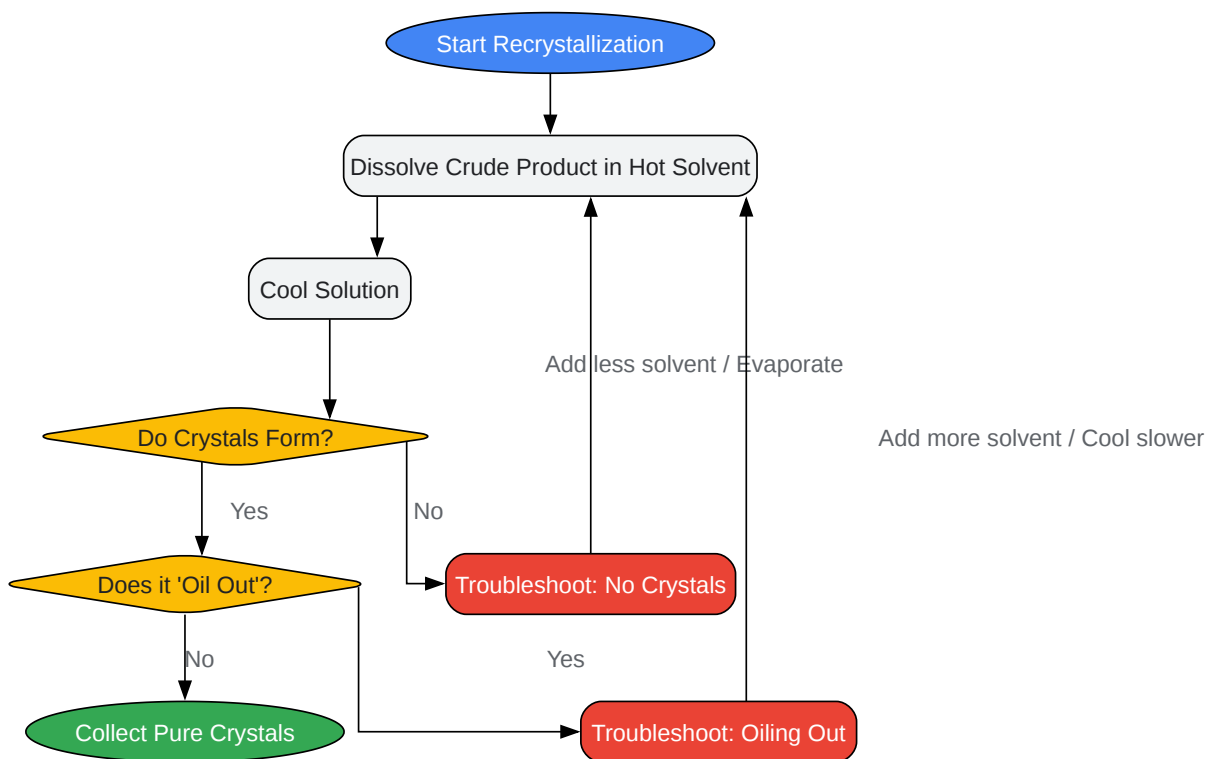 Start Recrystallization
Dissolve Crude Product in Hot Solvent
Cool Solution
Add less solvent / Evaporate
Do Crystals Form?
Add more solvent / Cool slower
Yes
No
Does it 'Oil Out'?
Troubleshoot: No Crystals
No
Yes
Collect Pure Crystals
Troubleshoot: Oiling Out